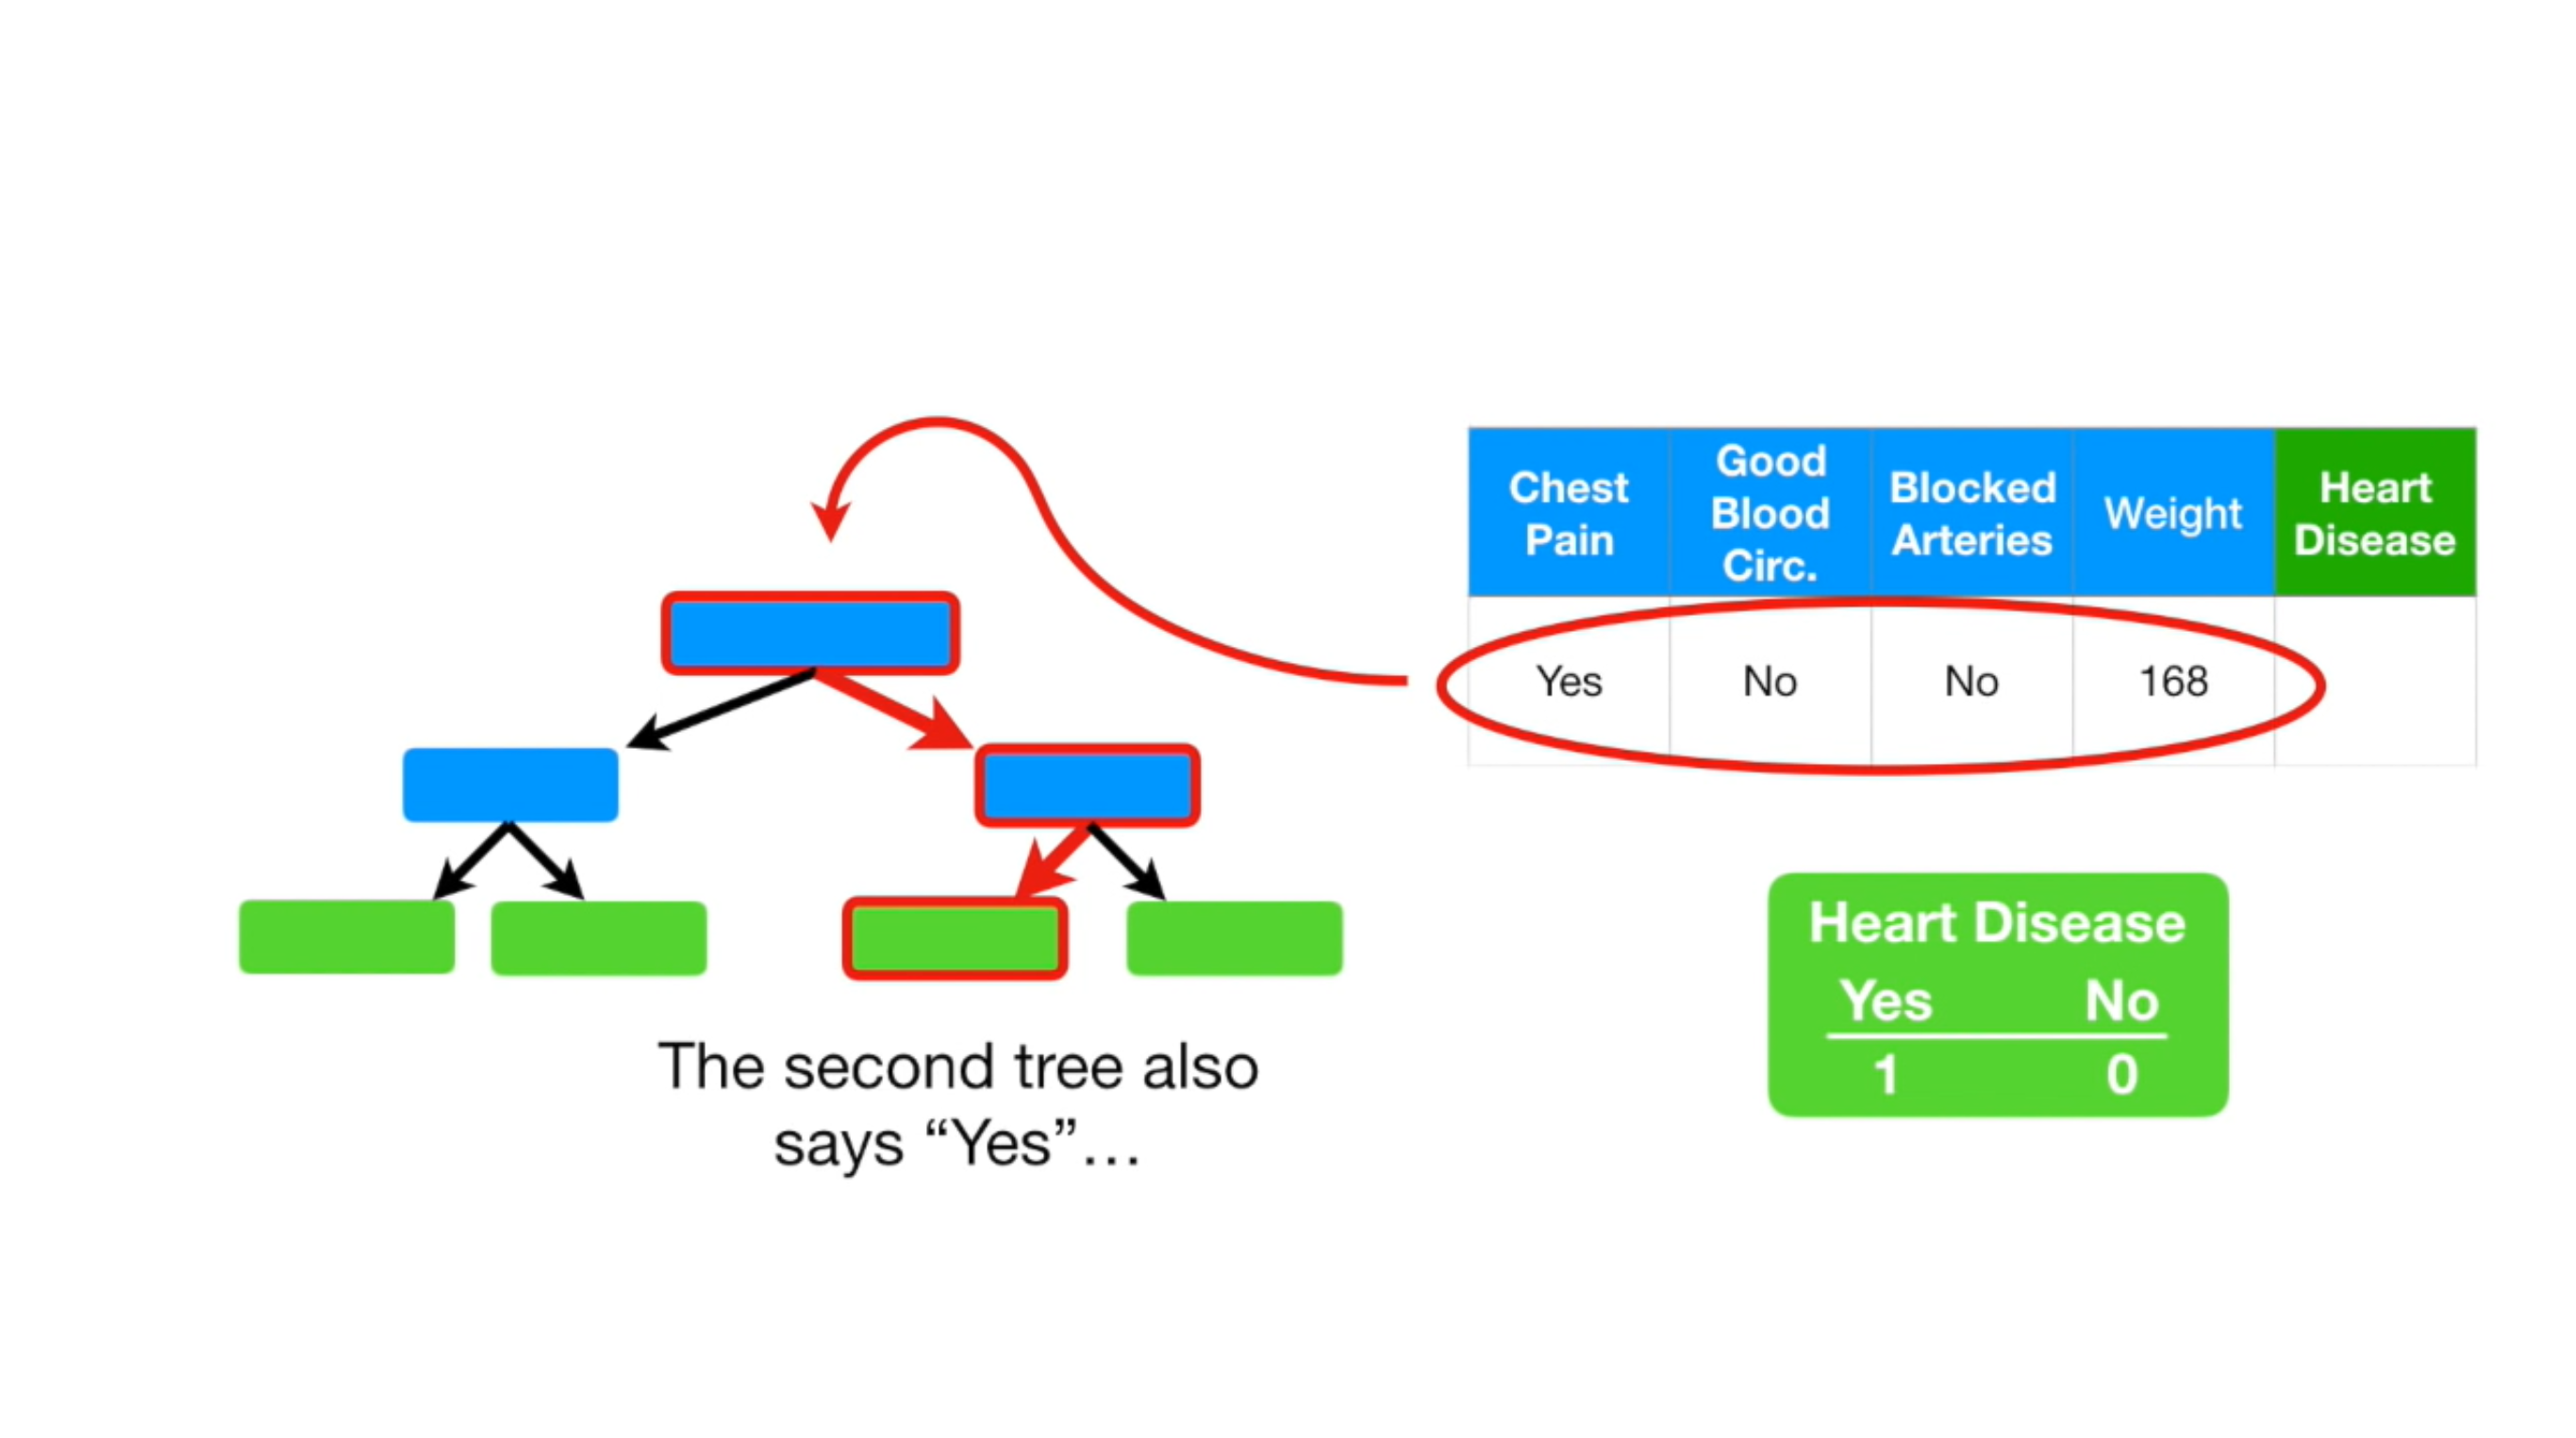 Chest
Pain
Good
Blood
Circ.
Blocked
Arteries
Weight
Heart
Disease
Yes
No
No
168
Heart Disease
Yes No
1 0
The second tree also
says “Yes”…